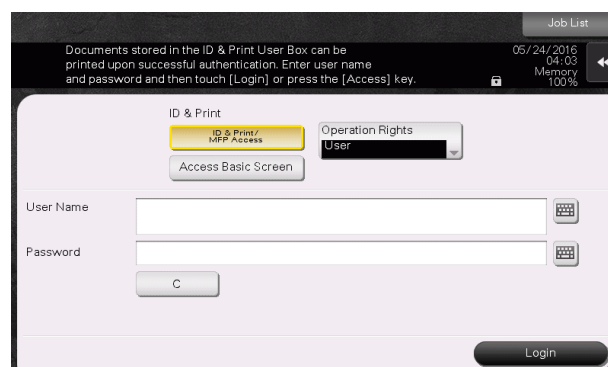 Job List
Documents stored in the ID & Print User Box can be
printed upon successful authentication. Enter user name
and password and then touch [Login] or press the [Access] key.
05/24/2016
04:03
Memory
100%
ID & Print
ID & Print/
MFP Access
Operation Rights
User
Access Basic Screen
User Name
Password
C
Login